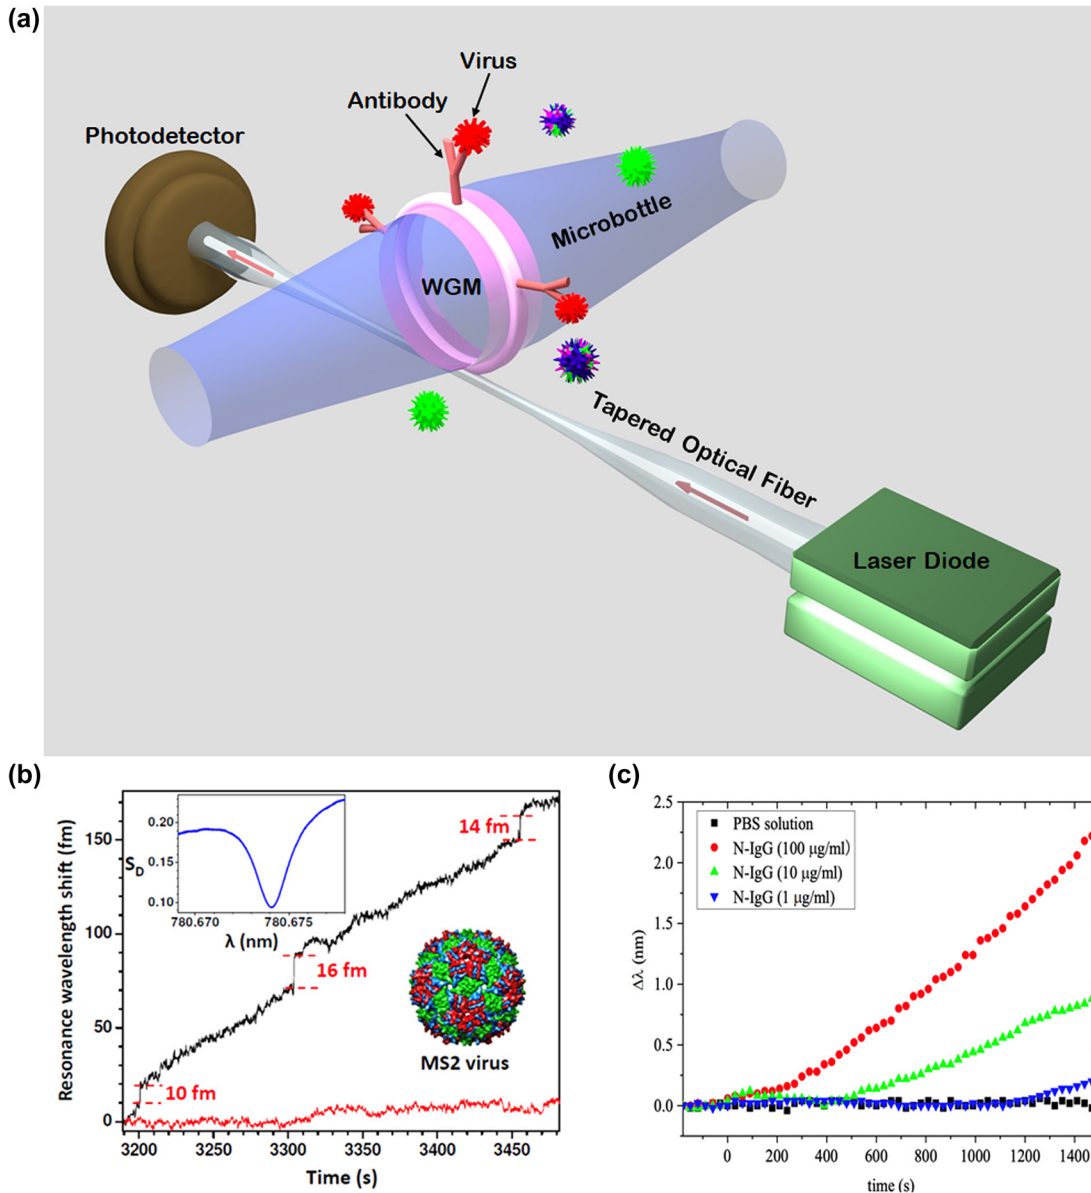 (a)
Virus
Antibody
Photodetector
Microbottle
WGM
Tapered Optical Fiber
Laser Diode
(b)
Resonance wavelength shift (fm)
150
100
50
0
3200 3250 3300 3350 3400 3450
Time (s)
0.20
0.15
0.10
S_D
780.670 780.675
λ (nm)
14 fm
16 fm
10 fm
MS2 virus
(c)
Δλ (nm)
2.5
2.0
1.5
1.0
0.5
0.0
0 200 400 600 800 1000 1200 1400
time (s)
PBS solution
N-IgG (100 μg/ml)
N-IgG (10 μg/ml)
N-IgG (1 μg/ml)